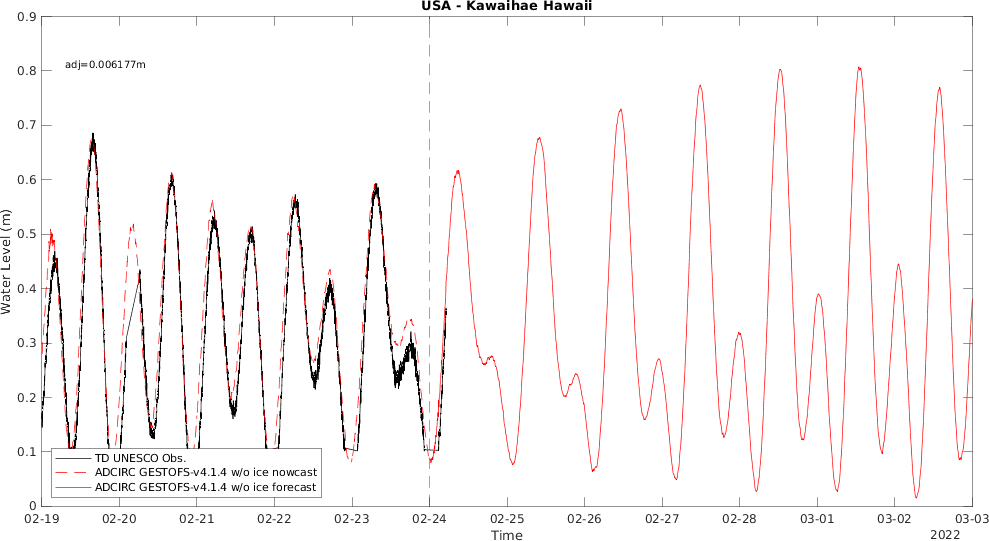 USA - Kawaihae Hawaii
0.9
0.8
0.7
0.6
0.5
0.4
0.3
0.2
0.1
0
Water Level (m)
adj=0.006177m
TD UNESCO Obs.
ADCIRC GESTOFS-v4.1.4 w/o ice nowcast
ADCIRC GESTOFS-v4.1.4 w/o ice forecast
02-19 02-20 02-21 02-22 02-23 02-24 02-25 02-26 02-27 02-28 03-01 03-02 03-03
Time
2022